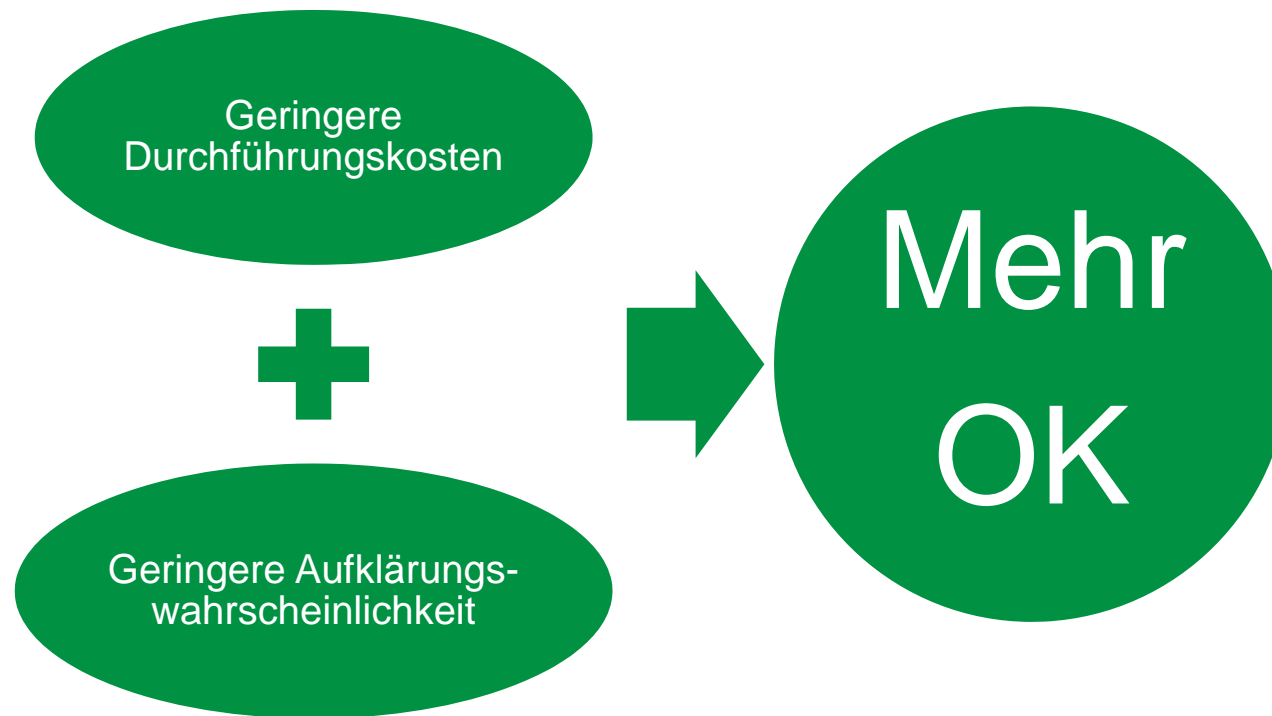 Geringere
Durchführungskosten
Geringere Aufklärungs-
wahrscheinlichkeit
Mehr
OK